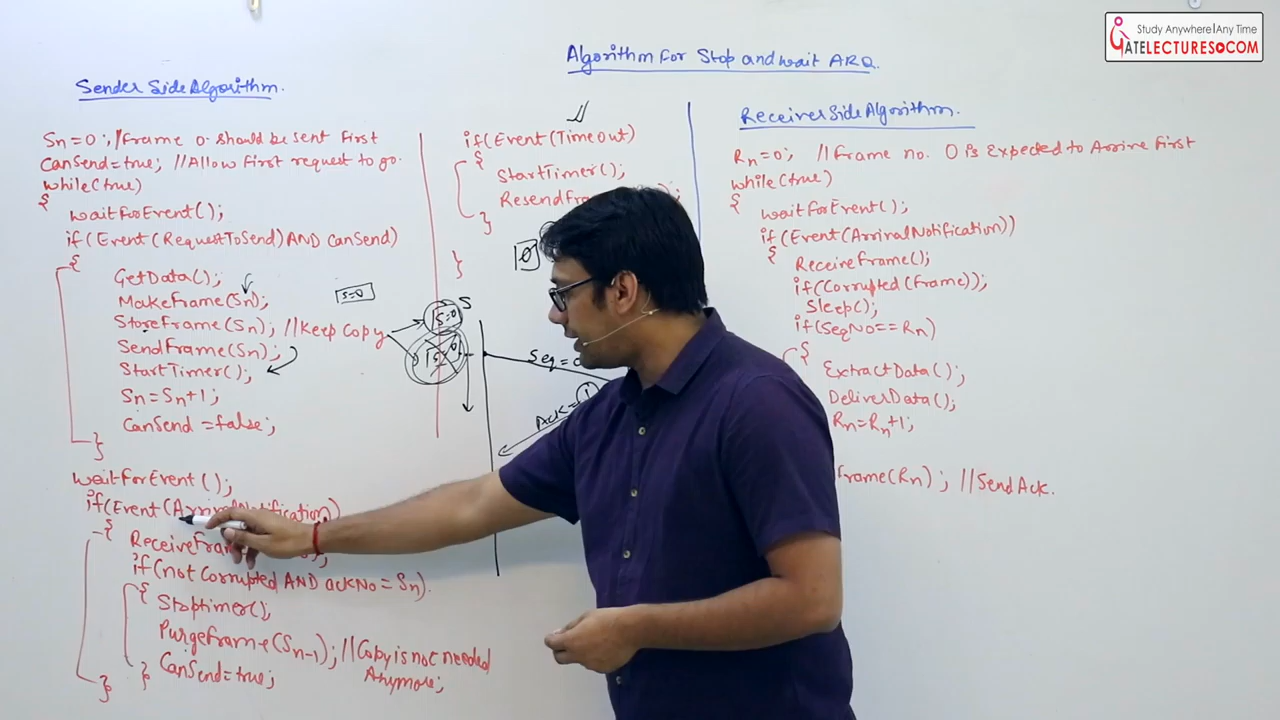 Study Anywhere|Any Time
GATELECTURES.COM
Algorithm For Stop and wait ARQ.
Sender Side Algorithm.
Sn=0; //Frame 0 should be sent first
CanSend=true; //Allow First request to go.
while(true)
{
waitForEvent();
if(Event(RequestToSend)AND CanSend)
{
GetData();
MakeFrame(Sn);
StoreFrame(Sn); //Keep Copy
SendFrame(Sn);
StartTimer();
Sn=Sn+1;
CanSend=false;
}
waitForEvent();
if(Event(ArrivalNotification)
{
ReceiveFram
if(not Corrupted AND ackNo=Sn).
{
Stoptimer();
PurgeFrame(Sn-1); //Copy is not needed
Anymore;
CanSend=true;
}
}
if(Event(TimeOut)
{
StartTimer();
ResendFra );
}
}
0
S=0
S
S=0
Seq=0
Ack=1
Receiver Side Algorithm.
Rn=0; //Frame no. 0 is Expected to Arrive First
while(true)
{
waitForEvent();
if(Event(ArrivalNotification))
{
ReceiveFrame();
if(Corrupted(Frame));
Sleep();
if(SeqNo==Rn)
{
ExtractData();
DeliverData();
Rn=Rn+1;
Frame(Rn); //Send Ack.